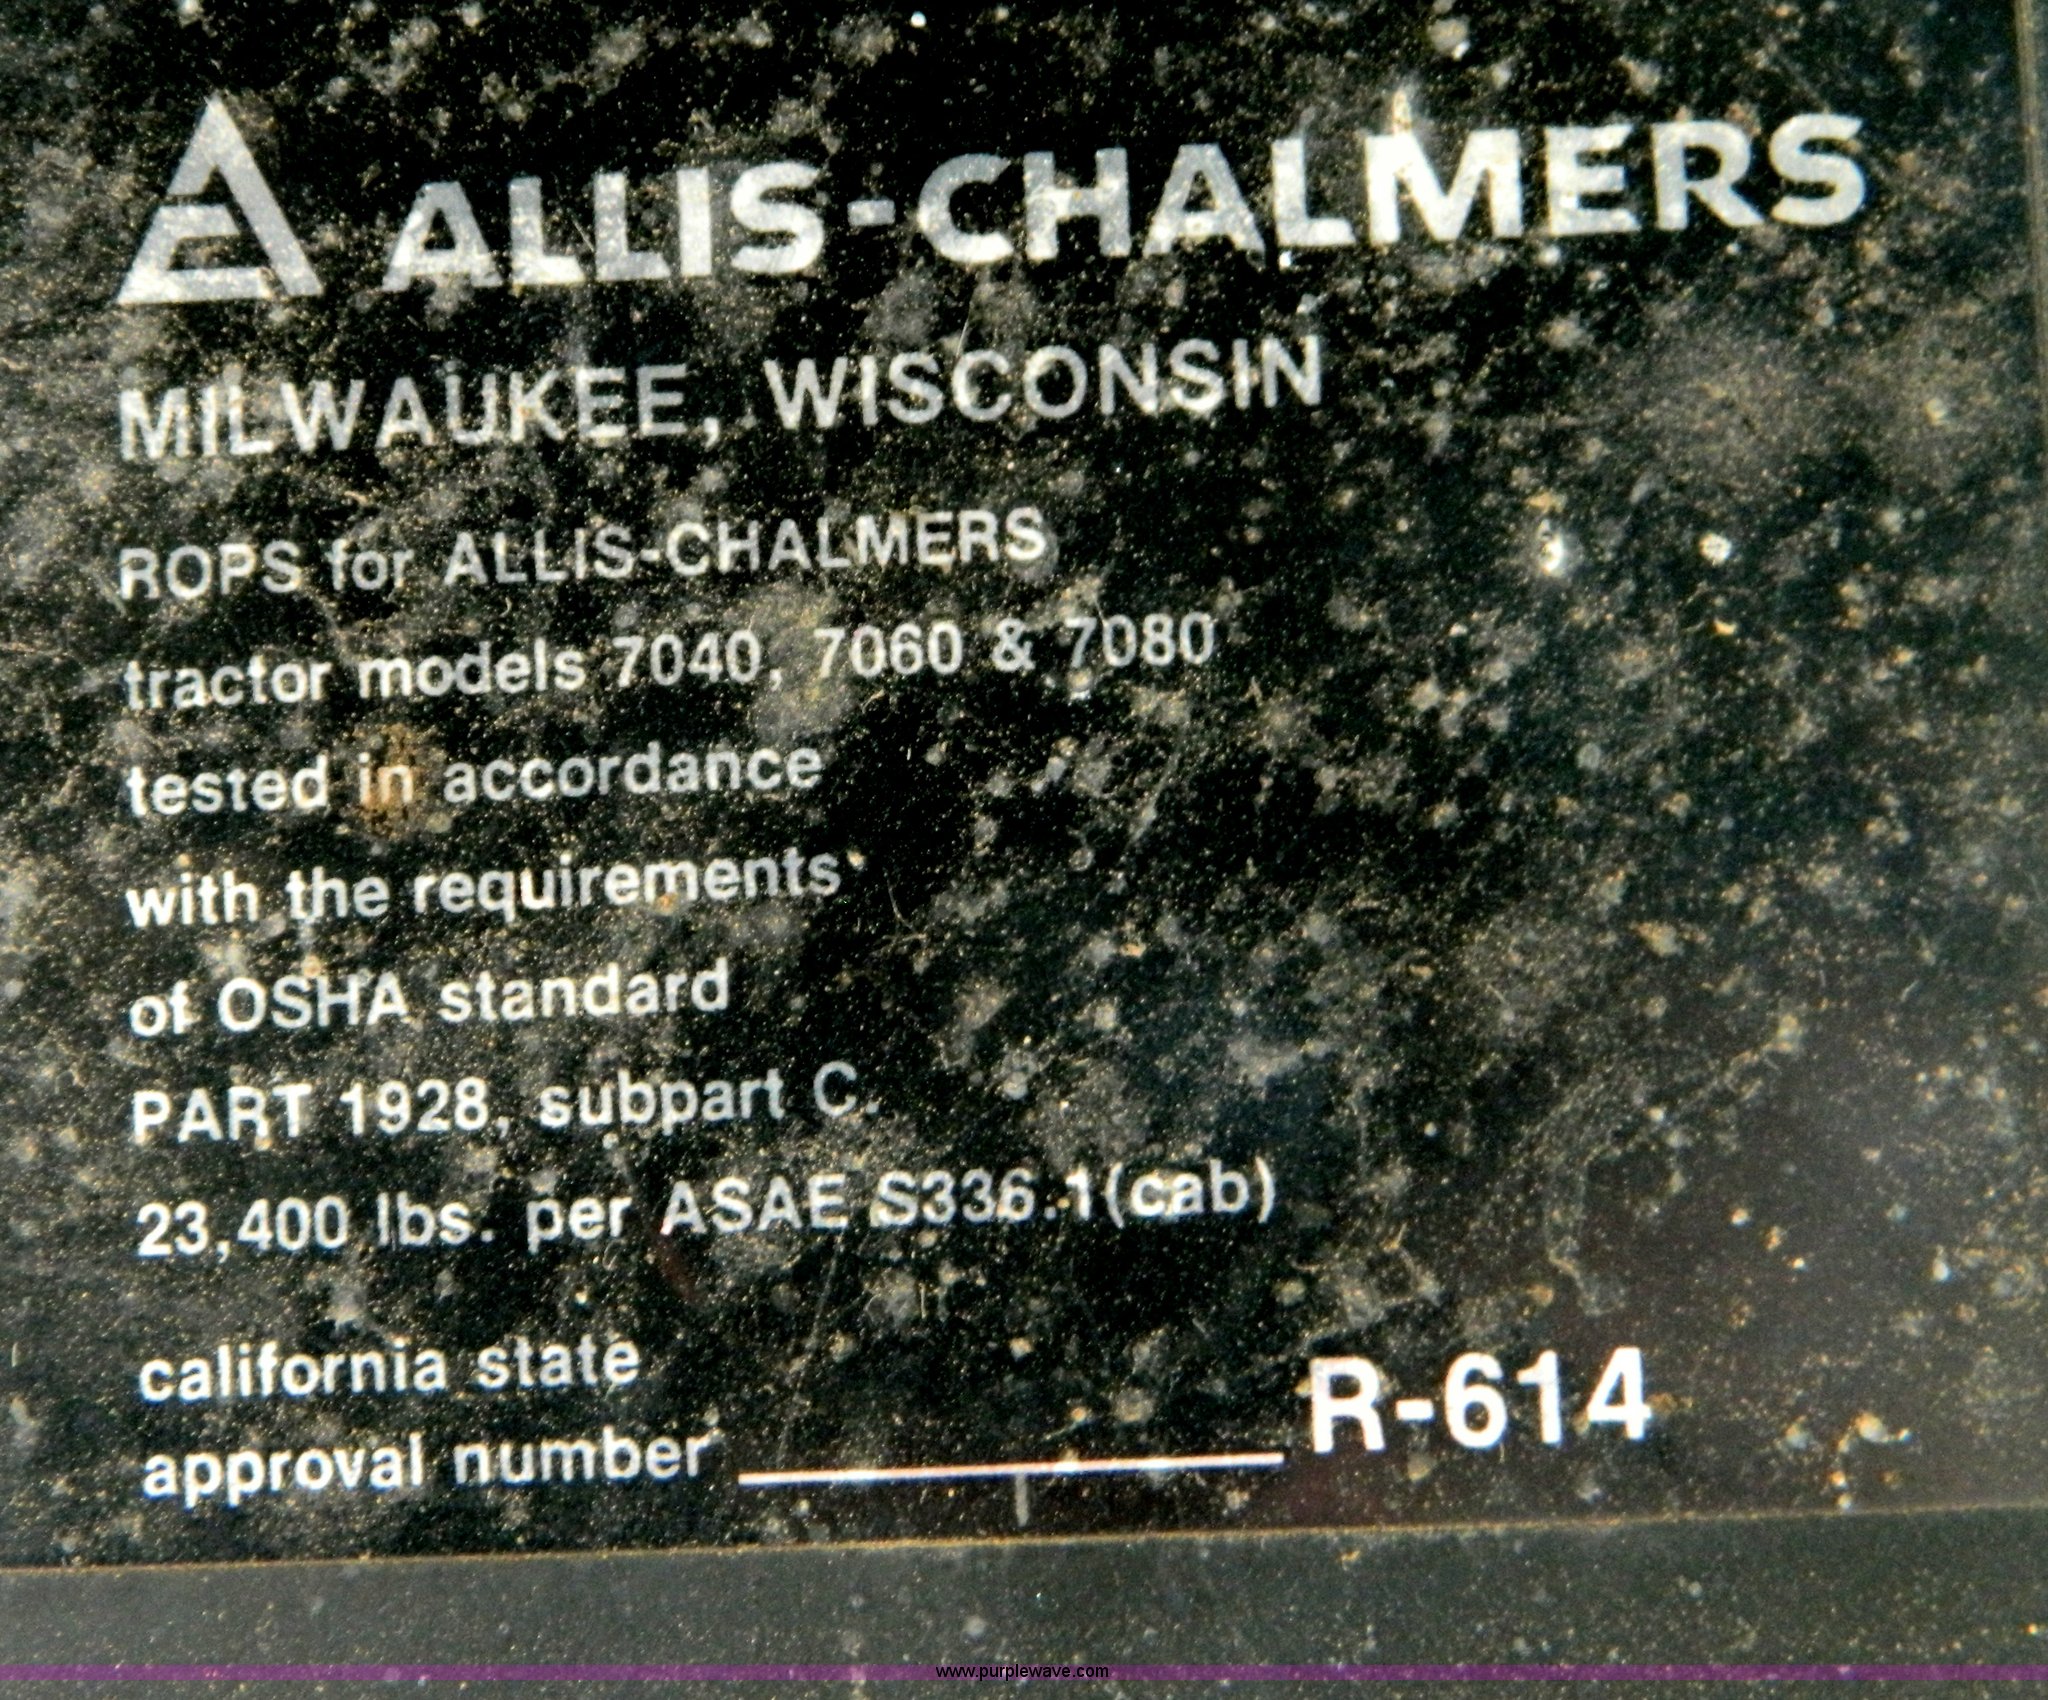 ALLIS-CHALMERS
MILWAUKEE, WISCONSIN
ROPS for ALLIS-CHALMERS
tractor models 7040, 7060 & 7080
tested in accordance
with the requirements
of OSHA standard
PART 1928, subpart C.
23,400 lbs. per ASAE S336.1(cab)
california state
approval number ________ R-614
www.purplewave.com